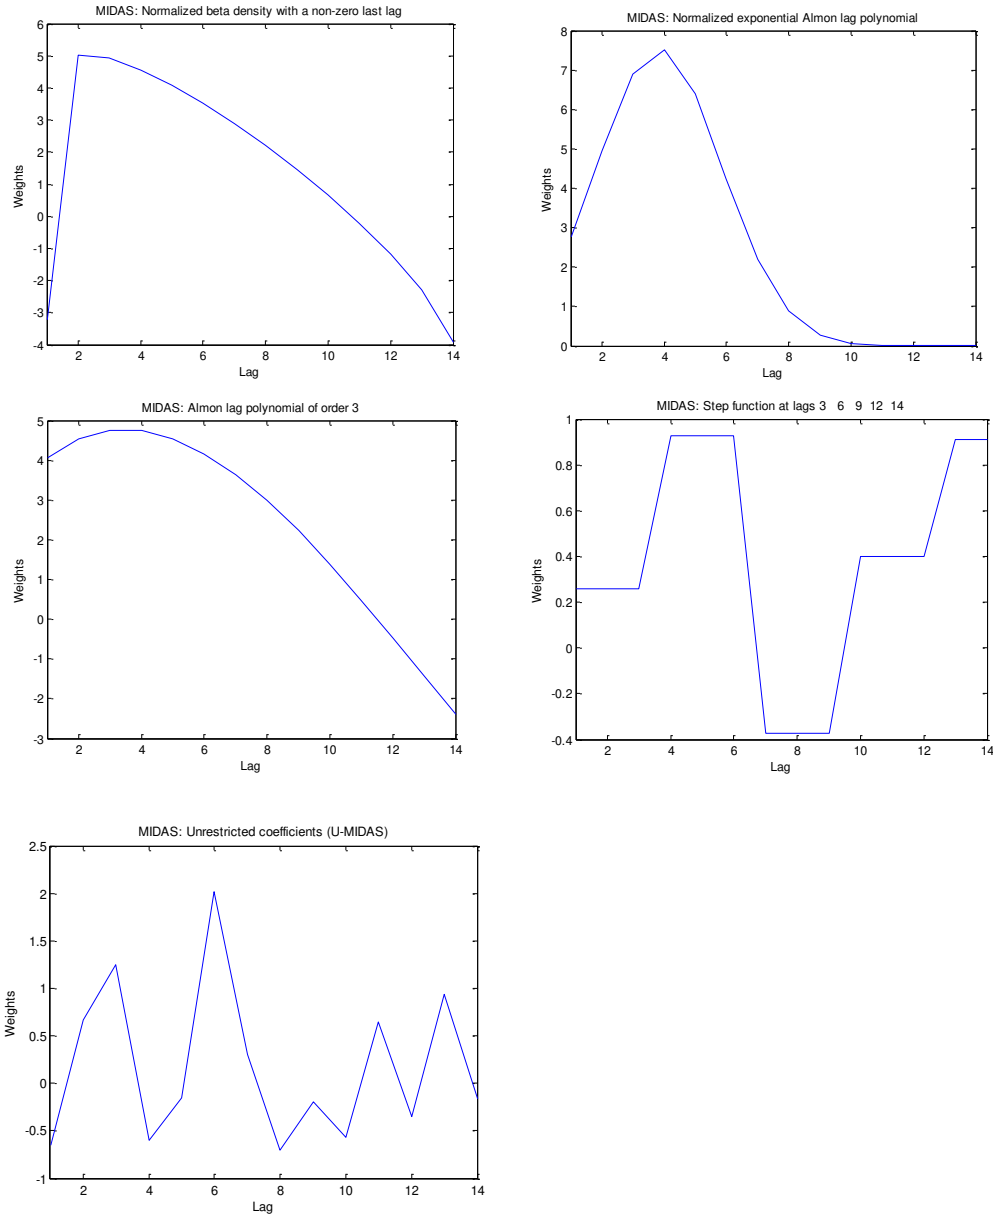 MIDAS: Normalized beta density with a non-zero last lag
6
5
4
3
2
1
0
-1
-2
-3
-4
Weights
2 4 6 8 10 12 14
Lag
MIDAS: Normalized exponential Almon lag polynomial
8
7
6
5
4
3
2
1
0
Weights
2 4 6 8 10 12 14
Lag
MIDAS: Almon lag polynomial of order 3
5
4
3
2
1
0
-1
-2
-3
Weights
2 4 6 8 10 12 14
Lag
MIDAS: Step function at lags 3 6 9 12 14
1
0.8
0.6
0.4
0.2
0
-0.2
-0.4
Weights
2 4 6 8 10 12 14
Lag
MIDAS: Unrestricted coefficients (U-MIDAS)
2.5
2
1.5
1
0.5
0
-0.5
-1
Weights
2 4 6 8 10 12 14
Lag